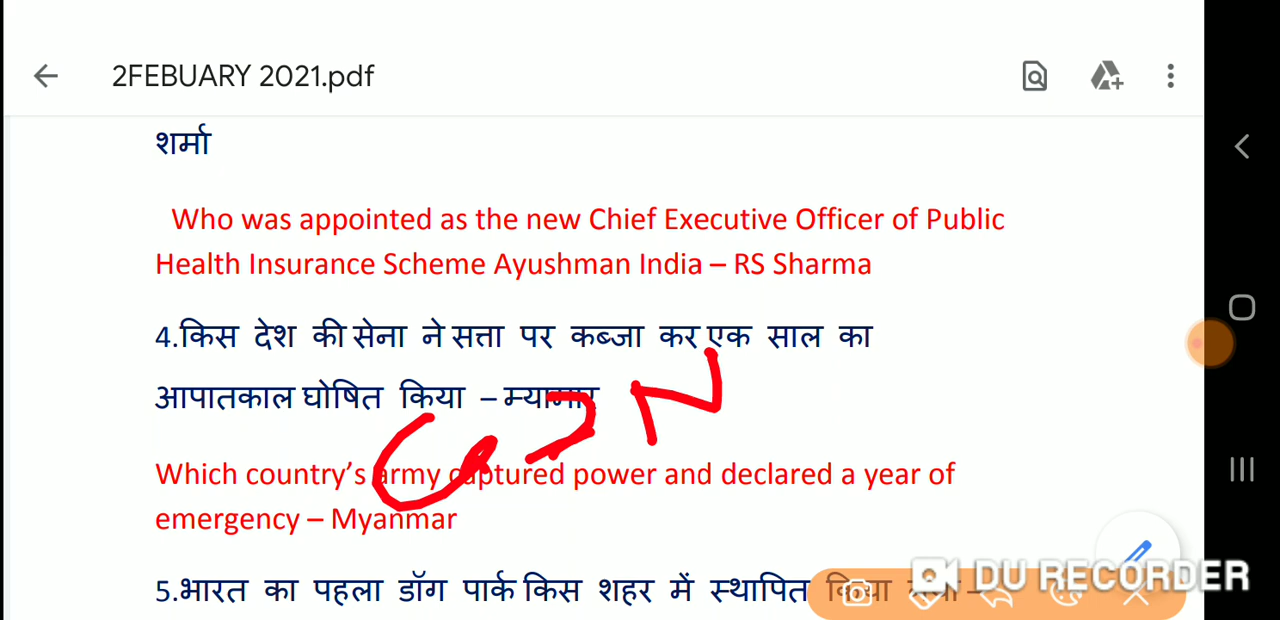 2FEBUARY 2021.pdf
शर्मा
Who was appointed as the new Chief Executive Officer of Public
Health Insurance Scheme Ayushman India – RS Sharma
4.किस देश की सेना ने सत्ता पर कब्जा कर एक साल का
आपातकाल घोषित किया – म्यामार
Which country's army captured power and declared a year of
emergency – Myanmar
5.भारत का पहला डॉग पार्क किस शहर में स्थापित किया गया –
DU RECORDER